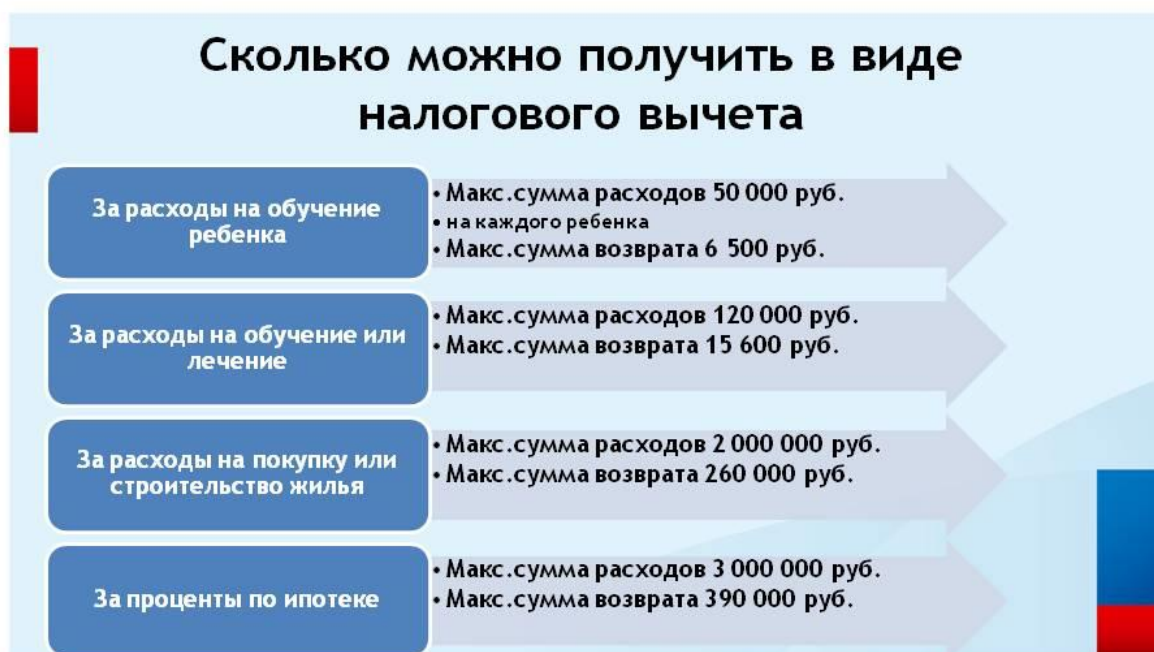 Сколько можно получить в виде
налогового вычета
За расходы на обучение
ребенка
• Макс.сумма расходов 50 000 руб.
• на каждого ребенка
• Макс.сумма возврата 6 500 руб.
За расходы на обучение или
лечение
• Макс.сумма расходов 120 000 руб.
• Макс.сумма возврата 15 600 руб.
За расходы на покупку или
строительство жилья
• Макс.сумма расходов 2 000 000 руб.
• Макс.сумма возврата 260 000 руб.
За проценты по ипотеке
• Макс.сумма расходов 3 000 000 руб.
• Макс.сумма возврата 390 000 руб.